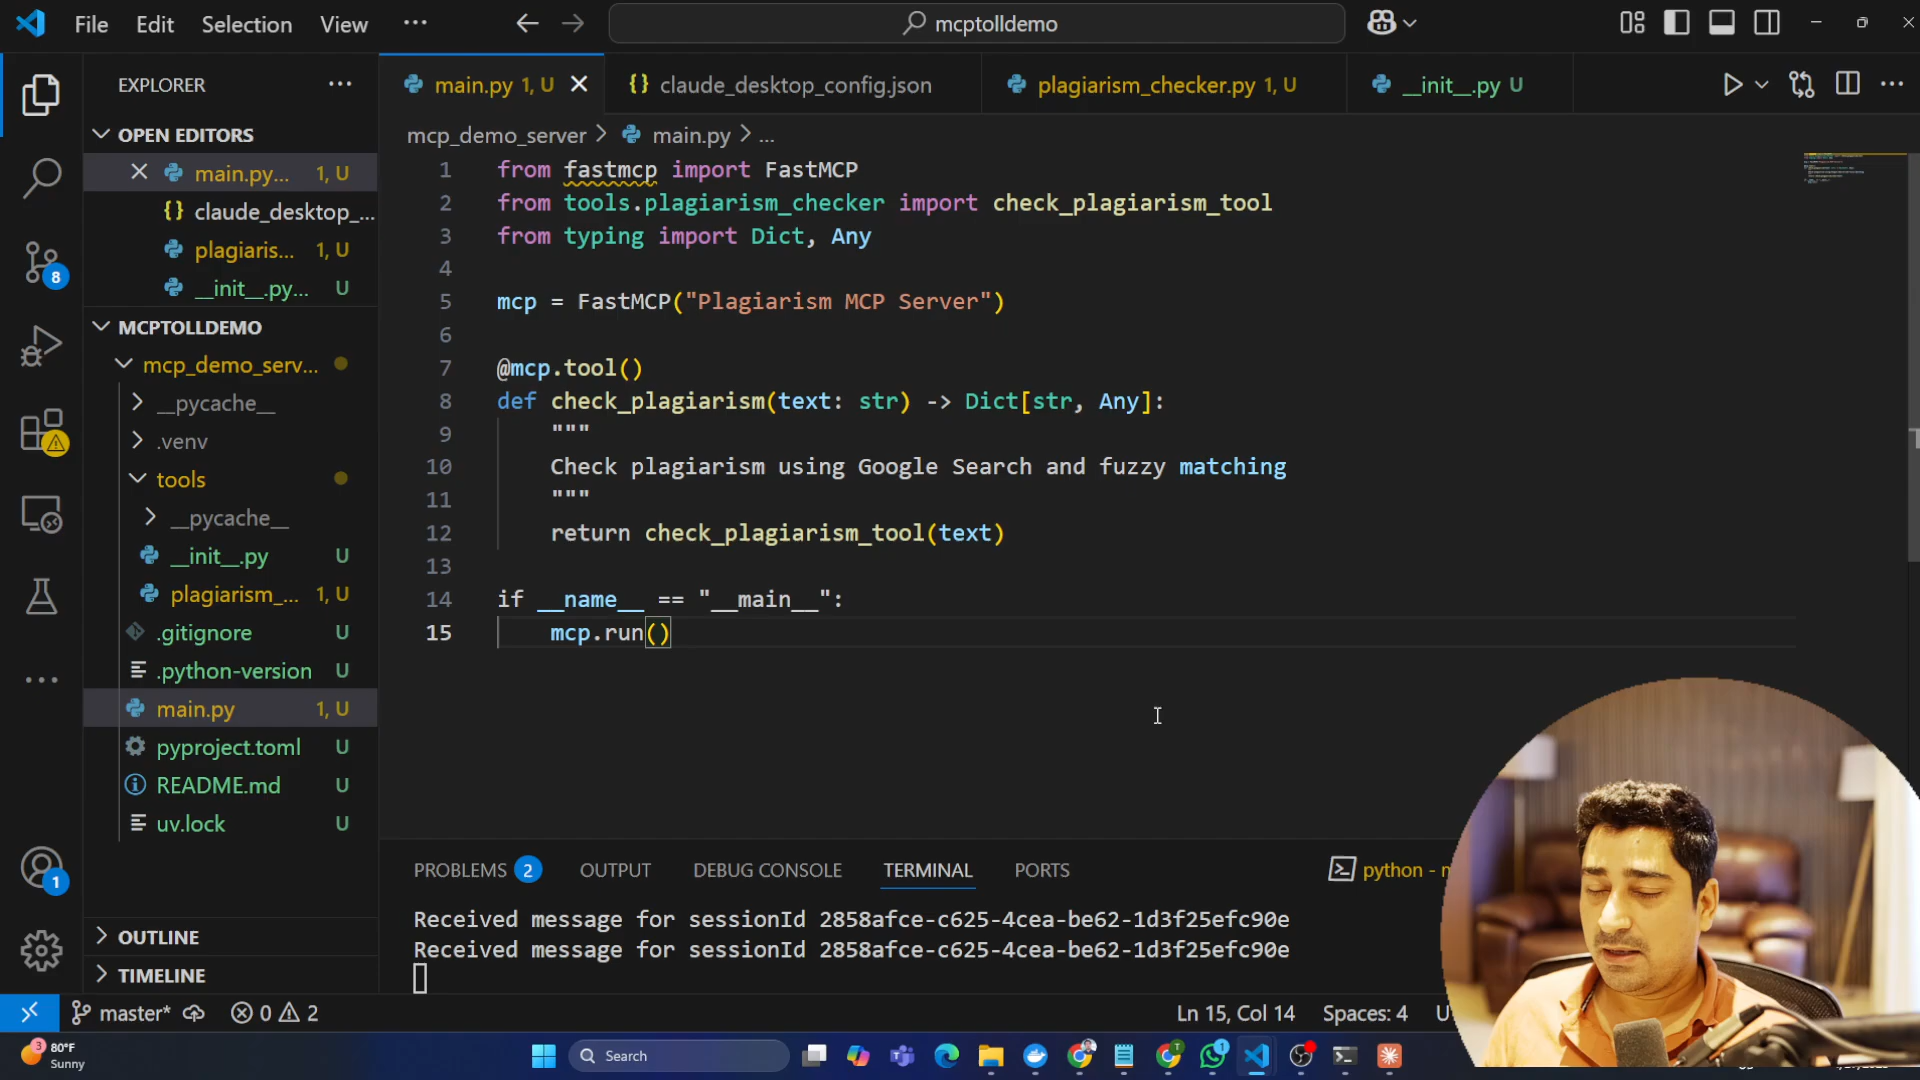 File Edit Selection View ...
mcptolldemo
EXPLORER
OPEN EDITORS
main.py... 1, U
claude_desktop_...
plagiaris... 1, U
__init__.py... U
MCPTOLLDEMO
mcp_demo_serv...
__pycache__
.venv
tools
__pycache__
__init__.py U
plagiarism_... 1, U
.gitignore U
.python-version U
main.py 1, U
pyproject.toml U
README.md U
uv.lock U
OUTLINE
TIMELINE
8
1
main.py 1, U
claude_desktop_config.json
plagiarism_checker.py 1, U
__init__.py U
mcp_demo_server > main.py > ...
1 from fastmcp import FastMCP
2 from tools.plagiarism_checker import check_plagiarism_tool
3 from typing import Dict, Any
4
5 mcp = FastMCP("Plagiarism MCP Server")
6
7 @mcp.tool()
8 def check_plagiarism(text: str) -> Dict[str, Any]:
9 """
10 Check plagiarism using Google Search and fuzzy matching
11 """
12 return check_plagiarism_tool(text)
13
14 if __name__ == "__main__":
15 mcp.run()
PROBLEMS 2 OUTPUT DEBUG CONSOLE TERMINAL PORTS
python -
Received message for sessionId 2858afce-c625-4cea-be62-1d3f25efc90e
Received message for sessionId 2858afce-c625-4cea-be62-1d3f25efc90e
master* 0 2
Ln 15, Col 14 Spaces: 4
3
80°F
Sunny
Search
1